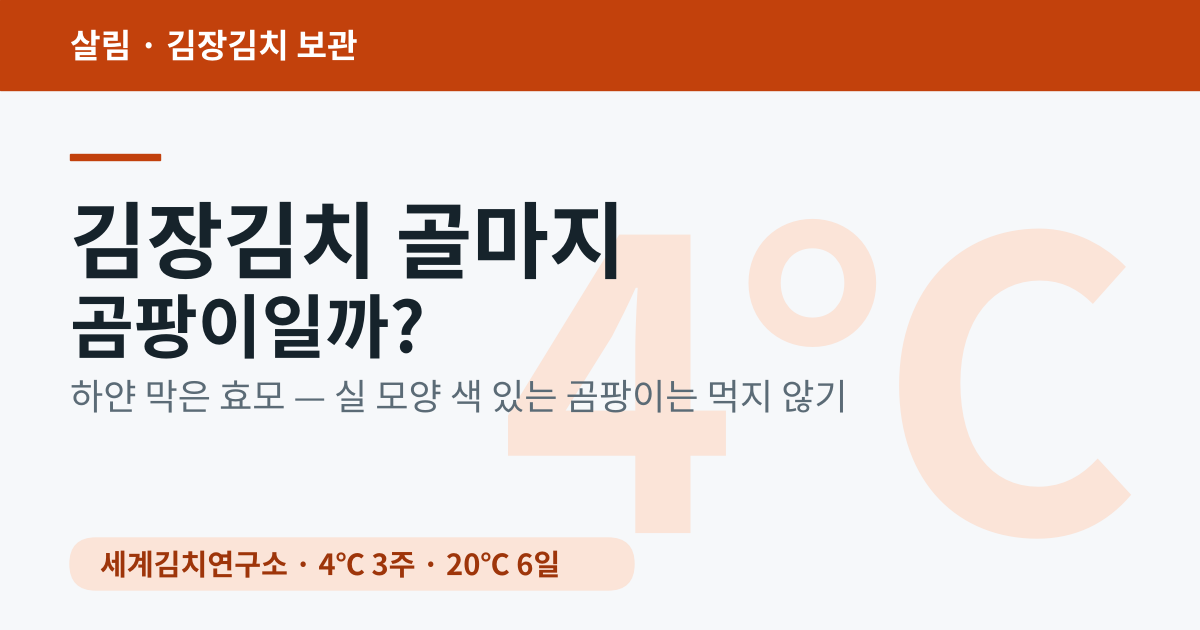 살림 · 김장김치 보관
김장김치 골마지
곰팡이일까?
하얀 막은 효모 — 실 모양 색 있는 곰팡이는 먹지 않기
4°C
세계김치연구소 · 4°C 3주 · 20°C 6일